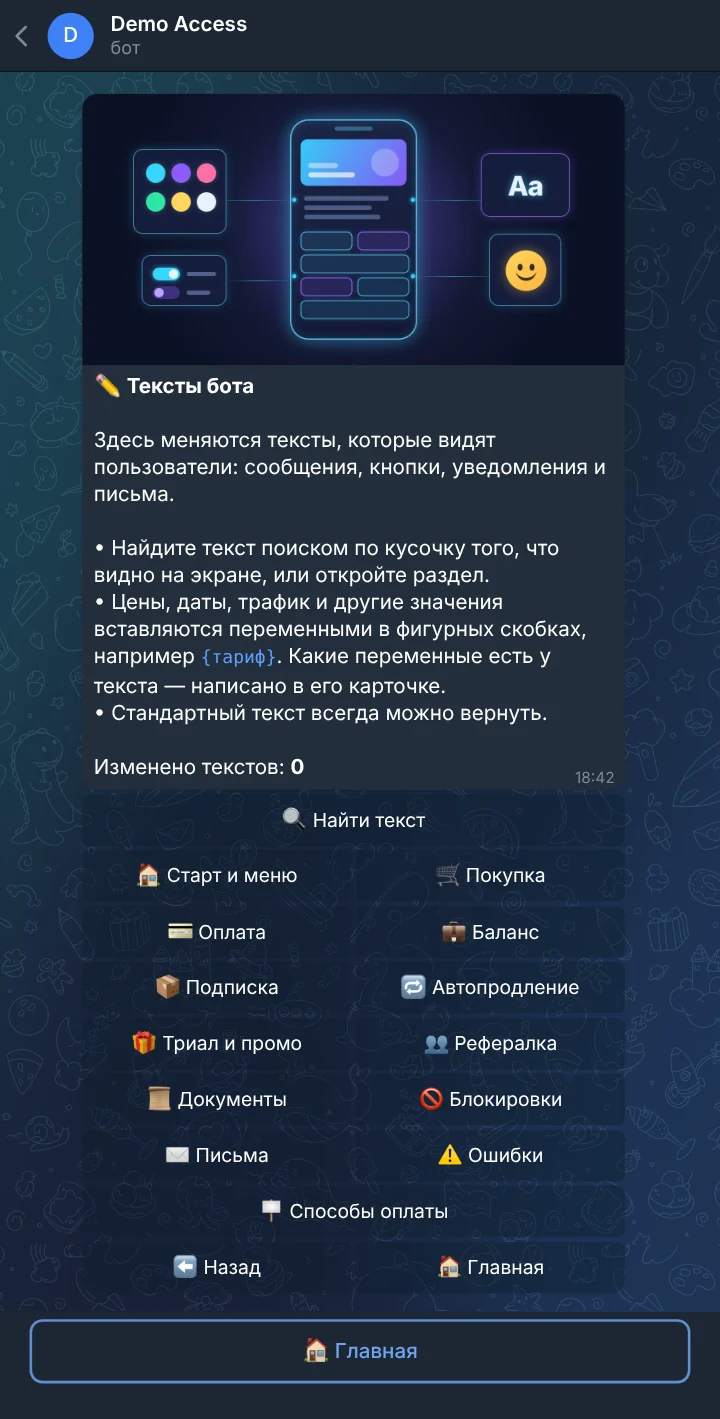 D
Demo Access
бот
Aa
✏️ Тексты бота
Здесь меняются тексты, которые видят
пользователи: сообщения, кнопки, уведомления и
письма.
• Найдите текст поиском по кусочку того, что
видно на экране, или откройте раздел.
• Цены, даты, трафик и другие значения
вставляются переменными в фигурных скобках,
например {тариф}. Какие переменные есть у
текста — написано в его карточке.
• Стандартный текст всегда можно вернуть.
Изменено текстов: 0
18:42
🔍 Найти текст
🏠 Старт и меню
🛒 Покупка
💳 Оплата
💼 Баланс
📦 Подписка
🔁 Автопродление
🎁 Триал и промо
👥 Рефералка
📜 Документы
🚫 Блокировки
✉️ Письма
⚠️ Ошибки
🪧 Способы оплаты
⬅️ Назад
🏠 Главная
🏠 Главная